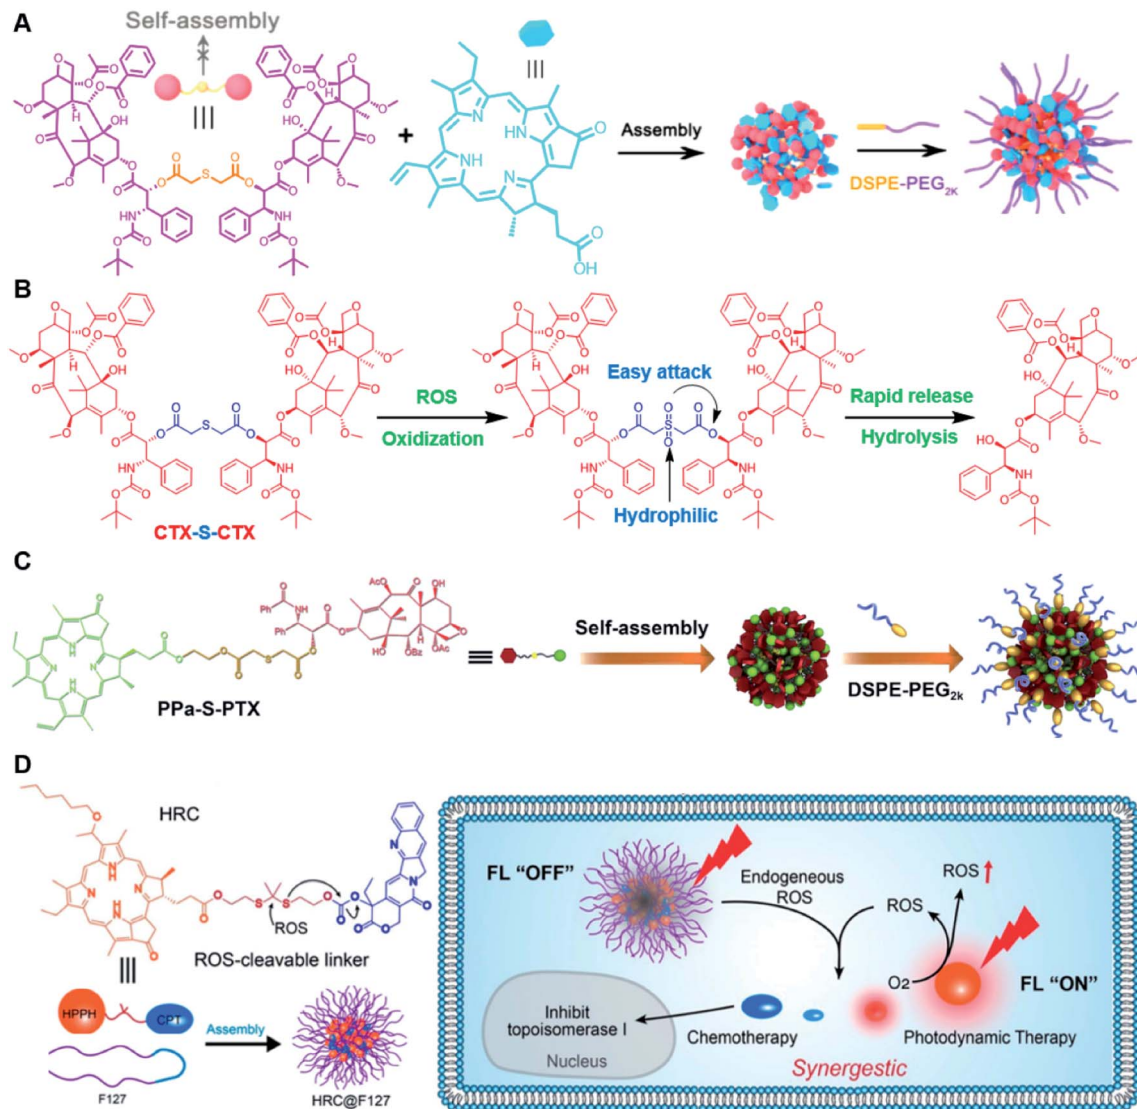 A
Self-assembly
+
Assembly
DSPE-PEG2K
B
ROS
Oxidization
Easy attack
Hydrophilic
Rapid release
Hydrolysis
CTX-S-CTX
C
PPa-S-PTX
Self-assembly
DSPE-PEG2k
D
HRC
ROS
ROS-cleavable linker
HPPH
CPT
F127
Assembly
HRC@F127
FL "OFF"
Endogeneous
ROS
ROS
ROS
O2
FL "ON"
Inhibit
topoisomerase I
Nucleus
Chemotherapy
Photodynamic Therapy
Synergestic